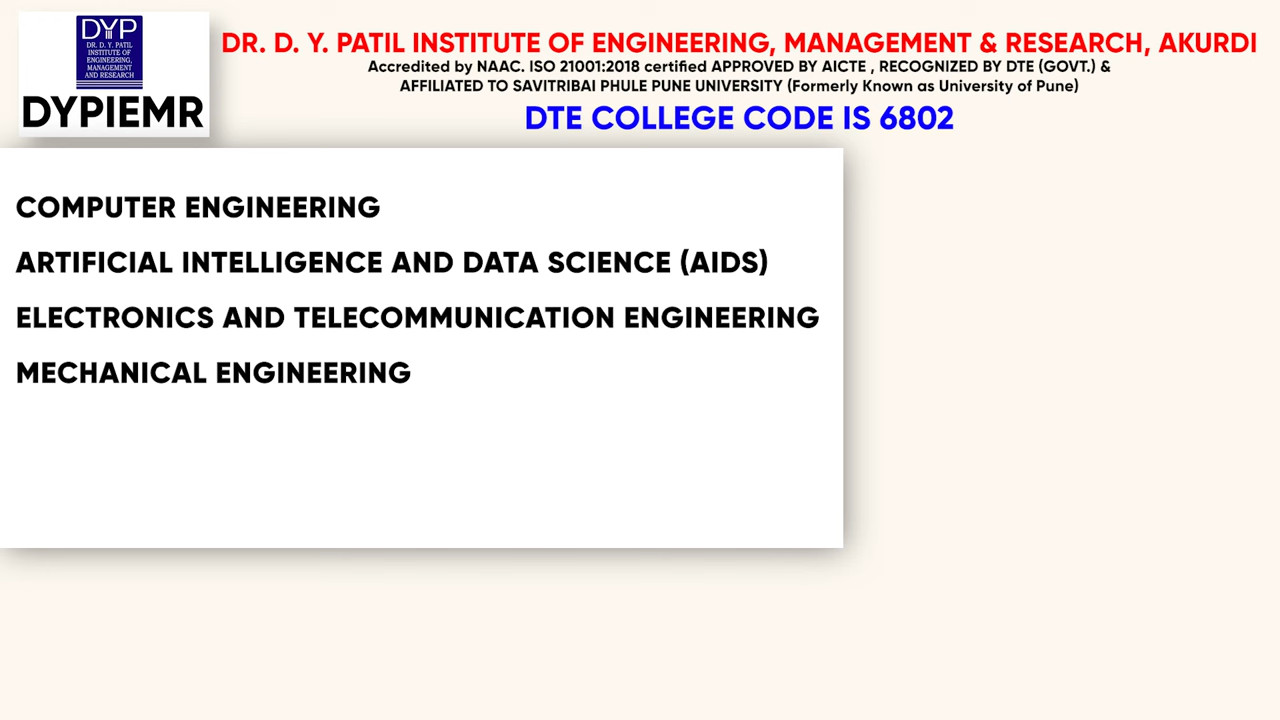 DYP
DR. D. Y. PATIL
INSTITUTE OF
ENGINEERING,
MANAGEMENT
AND RESEARCH
DYPIEMR
DR. D. Y. PATIL INSTITUTE OF ENGINEERING, MANAGEMENT & RESEARCH, AKURDI
Accredited by NAAC. ISO 21001:2018 certified APPROVED BY AICTE , RECOGNIZED BY DTE (GOVT.) &
AFFILIATED TO SAVITRIBAI PHULE PUNE UNIVERSITY (Formerly Known as University of Pune)
DTE COLLEGE CODE IS 6802
COMPUTER ENGINEERING
ARTIFICIAL INTELLIGENCE AND DATA SCIENCE (AIDS)
ELECTRONICS AND TELECOMMUNICATION ENGINEERING
MECHANICAL ENGINEERING